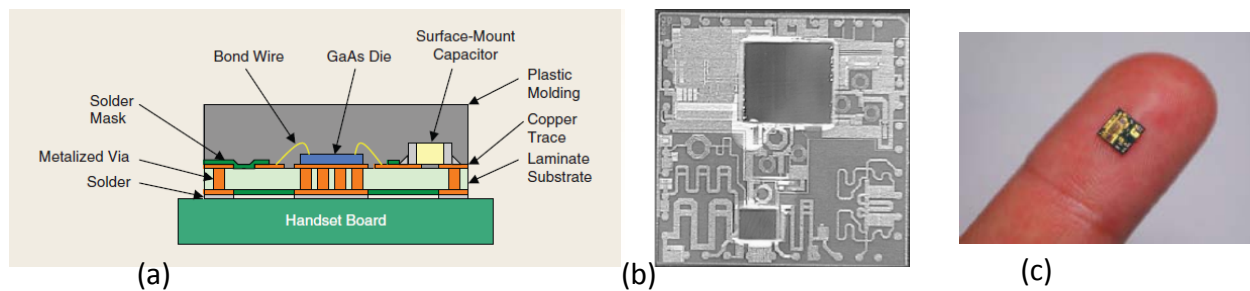 Surface-Mount
Capacitor
Bond Wire
GaAs Die
Plastic
Molding
Solder
Mask
Copper
Trace
Metalized Via
Laminate
Substrate
Solder
Handset Board
(a)
(b)
(c)